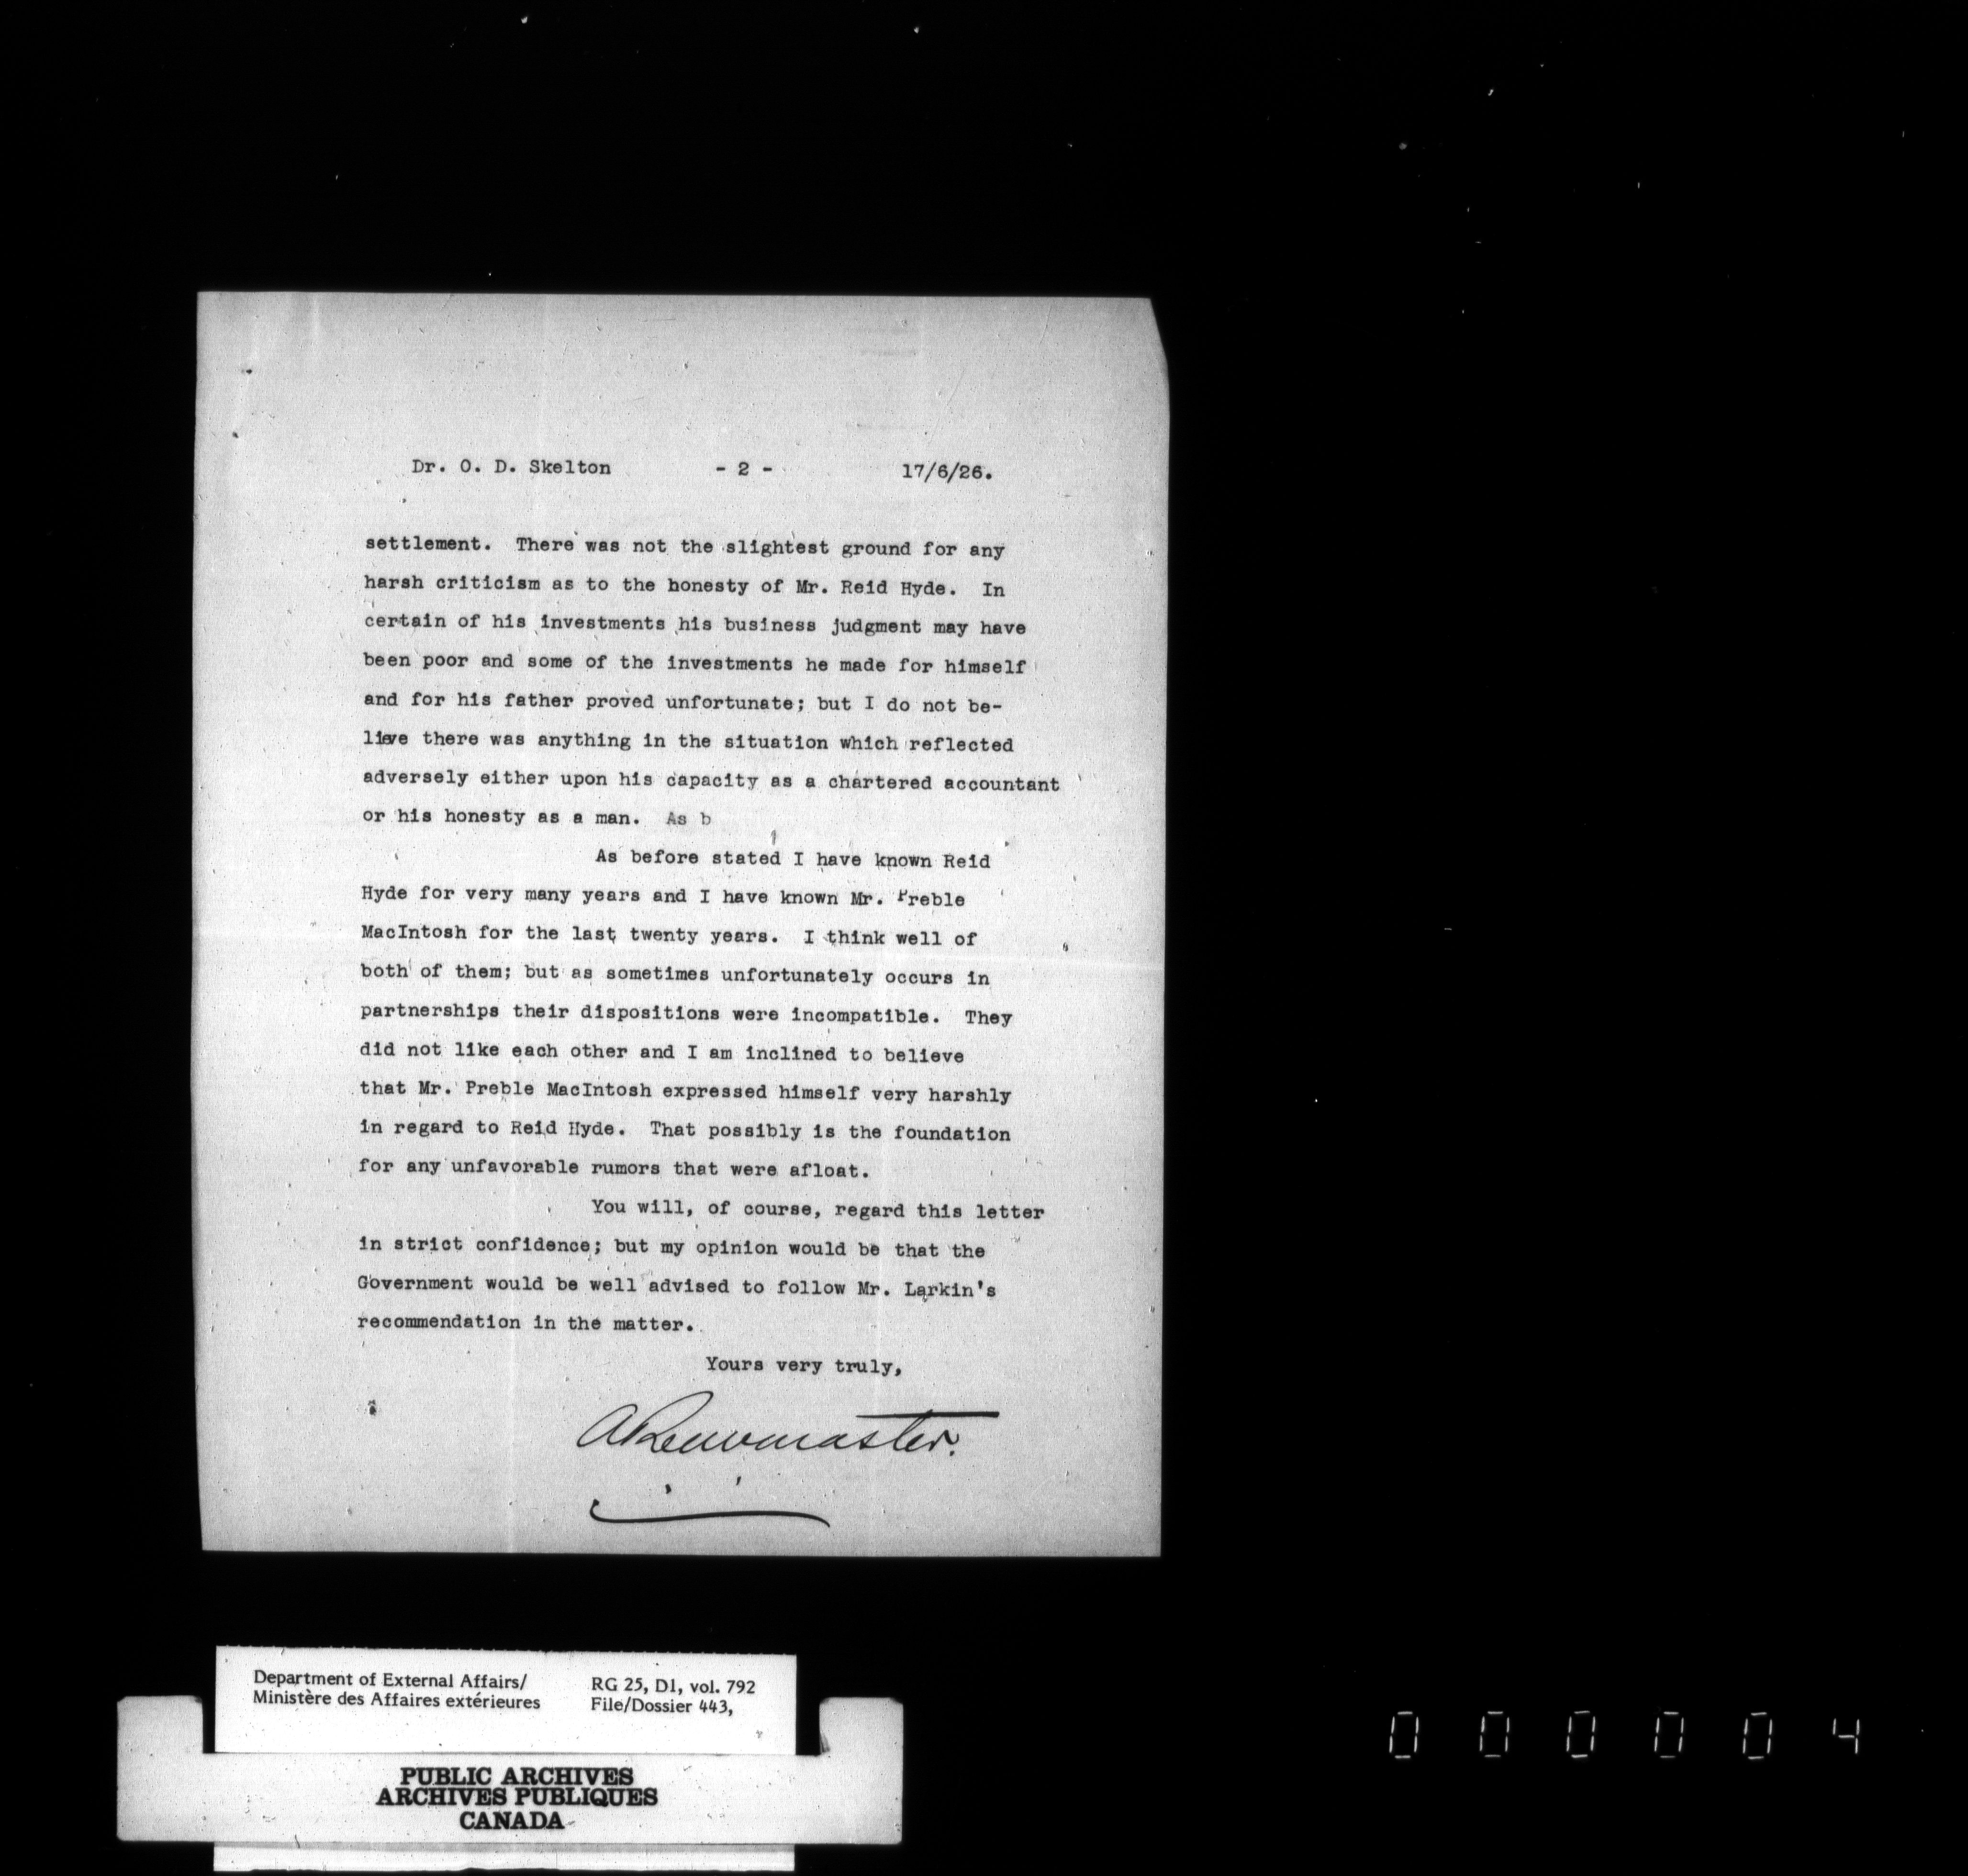 Dr. O. D. Skelton - 2 - 17/6/26.
settlement. There was not the slightest ground for any
harsh criticism as to the honesty of Mr. Reid Hyde. In
certain of his investments his business judgment may have
been poor and some of the investments he made for himself
and for his father proved unfortunate; but I do not be-
lieve there was anything in the situation which reflected
adversely either upon his capacity as a chartered accountant
or his honesty as a man. As b
As before stated I have known Reid
Hyde for very many years and I have known Mr. Preble
MacIntosh for the last twenty years. I think well of
both of them; but as sometimes unfortunately occurs in
partnerships their dispositions were incompatible. They
did not like each other and I am inclined to believe
that Mr. Preble MacIntosh expressed himself very harshly
in regard to Reid Hyde. That possibly is the foundation
for any unfavorable rumors that were afloat.
You will, of course, regard this letter
in strict confidence; but my opinion would be that the
Government would be well advised to follow Mr. Larkin's
recommendation in the matter.
Yours very truly,
Department of External Affairs/ RG 25, D1, vol. 792
Ministère des Affaires extérieures File/Dossier 443,
PUBLIC ARCHIVES
ARCHIVES PUBLIQUES
CANADA
0 0 0 0 0 4